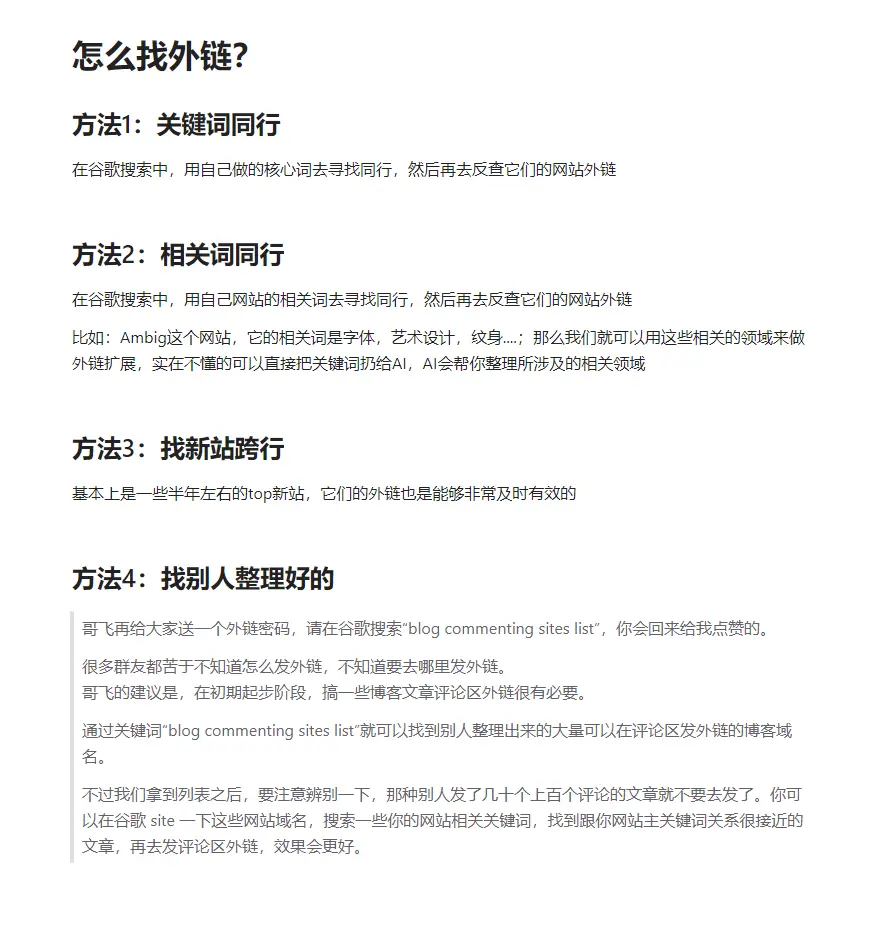 怎么找外链？
方法1：关键词同行
在谷歌搜索中，用自己做的核心词去寻找同行，然后再去反查它们的网站外链
方法2：相关词同行
在谷歌搜索中，用自己网站的相关词去寻找同行，然后再去反查它们的网站外链
比如：Ambig这个网站，它的相关词是字体，艺术设计，纹身....；那么我们就可以用这些相关的领域来做
外链扩展，实在不懂的可以直接把关键词扔给AI，AI会帮你整理所涉及的相关领域
方法3：找新站跨行
基本上是一些半年左右的top新站，它们的外链也是能够非常及时有效的
方法4：找别人整理好的
哥飞再给大家送一个外链密码，请在谷歌搜索“blog commenting sites list”，你会回来给我点赞的。
很多群友都苦于不知道怎么发外链，不知道要去哪里发外链。
哥飞的建议是，在初期起步阶段，搞一些博客文章评论区外链很有必要。
通过关键词“blog commenting sites list”就可以找到别人整理出来的大量可以在评论区发外链的博客域
名。
不过我们拿到列表之后，要注意辨别一下，那种别人发了几十个上百个评论的文章就不要去发了。你可
以在谷歌 site 一下这些网站域名，搜索一些你的网站相关关键词，找到跟你网站主关键词关系很接近的
文章，再去发评论区外链，效果会更好。